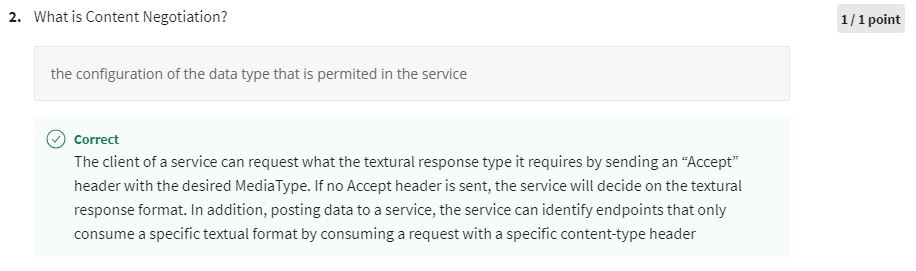 2. What is Content Negotiation?
1 / 1 point
the configuration of the data type that is permited in the service
Correct
The client of a service can request what the textural response type it requires by sending an “Accept”
header with the desired MediaType. If no Accept header is sent, the service will decide on the textural
response format. In addition, posting data to a service, the service can identify endpoints that only
consume a specific textual format by consuming a request with a specific content-type header